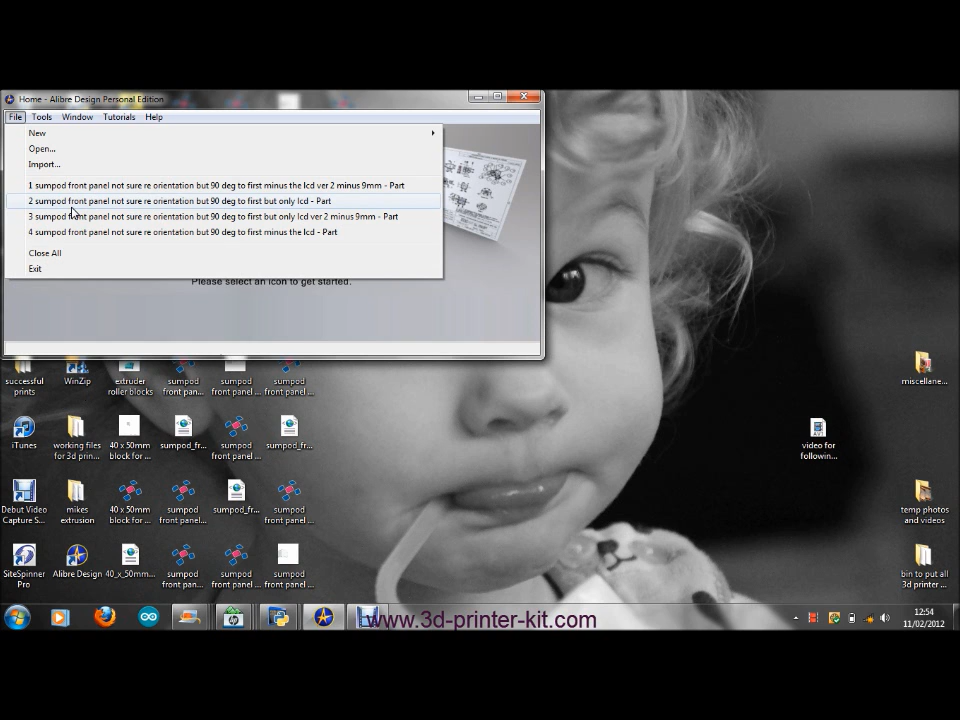 Home - Alibre Design Personal Edition
File Tools Window Tutorials Help
New
Open...
Import...
1 sumpod front panel not sure re orientation but 90 deg to first minus the lcd ver 2 minus 9mm - Part
2 sumpod front panel not sure re orientation but 90 deg to first but only lcd - Part
3 sumpod front panel not sure re orientation but 90 deg to first but only lcd ver 2 minus 9mm - Part
4 sumpod front panel not sure re orientation but 90 deg to first minus the lcd - Part
Close All
Exit
Please select an icon to get started.
successful
prints
WinZip
extruder
roller blocks
sumpod
front pan...
sumpod
front panel ...
sumpod
front panel ...
miscellane...
iTunes
working files
for 3d prin...
40 x 50mm
block for ...
sumpod_fr...
sumpod
front panel ...
sumpod_fr...
video for
followin...
Debut Video
Capture S...
mikes
extrusion
40 x 50mm
block for ...
sumpod
front pan...
sumpod_fr...
sumpod
front panel ...
temp photos
and videos
SiteSpinner
Pro
Alibre Design
40_x_50mm...
sumpod
front pan...
sumpod
front panel ...
sumpod
front panel ...
bin to put all
3d printer ...
www.3d-printer-kit.com
12:54
11/02/2012